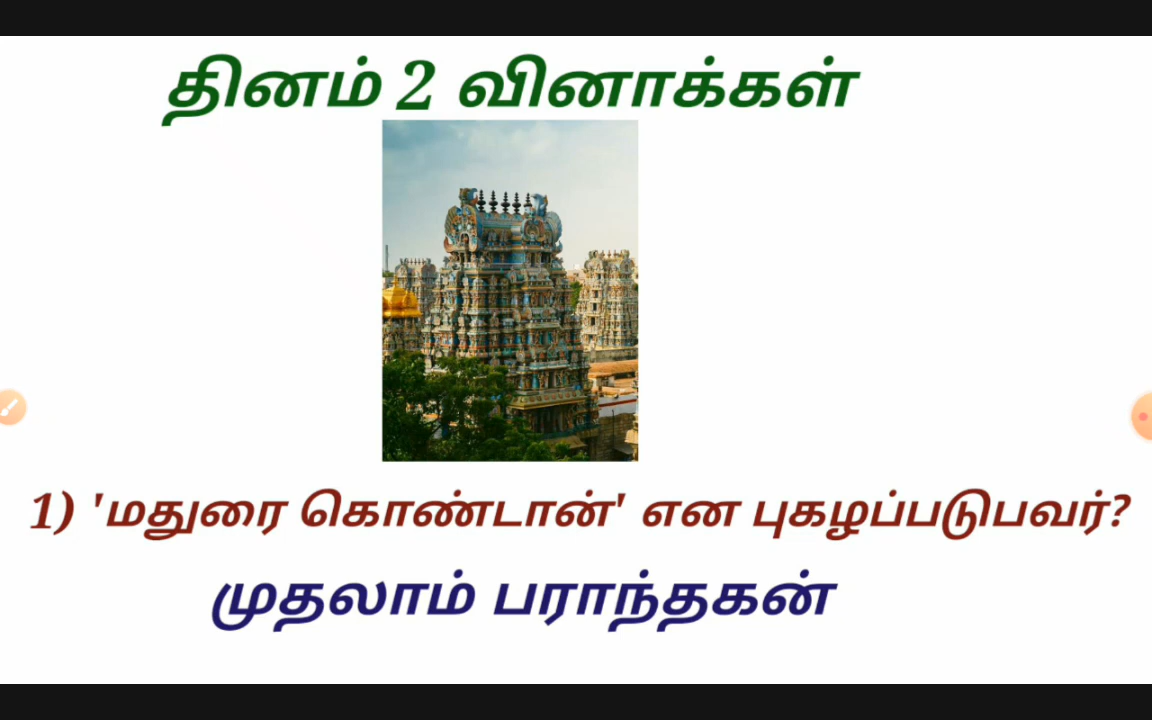 தினம் 2 வினாக்கள்
1) 'மதுரை கொண்டான்' என புகழப்படுபவர்?
முதலாம் பராந்தகன்